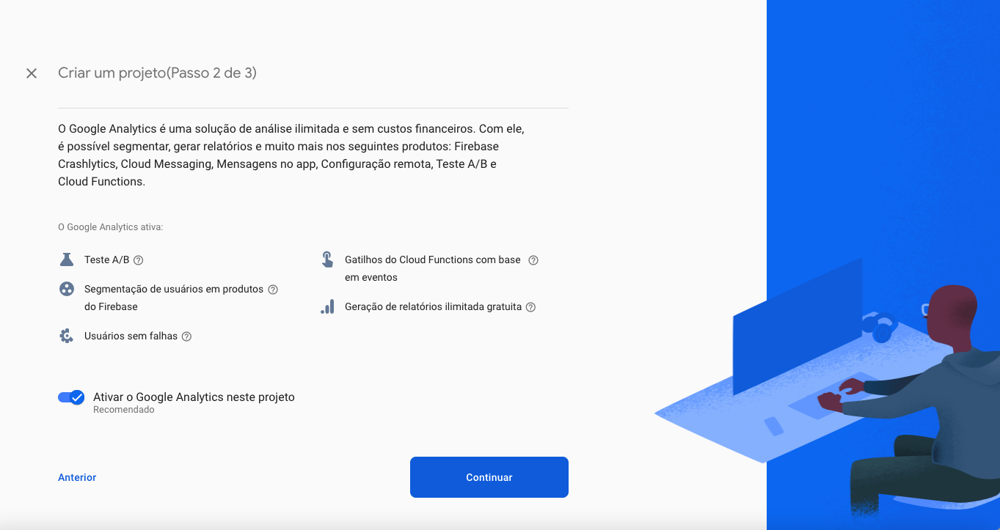 Criar um projeto(Passo 2 de 3)
O Google Analytics é uma solução de análise ilimitada e sem custos financeiros. Com ele,
é possível segmentar, gerar relatórios e muito mais nos seguintes produtos: Firebase
Crashlytics, Cloud Messaging, Mensagens no app, Configuração remota, Teste A/B e
Cloud Functions.
O Google Analytics ativa:
Teste A/B
Segmentação de usuários em produtos
do Firebase
Usuários sem falhas
Gatilhos do Cloud Functions com base
em eventos
Geração de relatórios ilimitada gratuita
Ativar o Google Analytics neste projeto
Recomendado
Anterior
Continuar